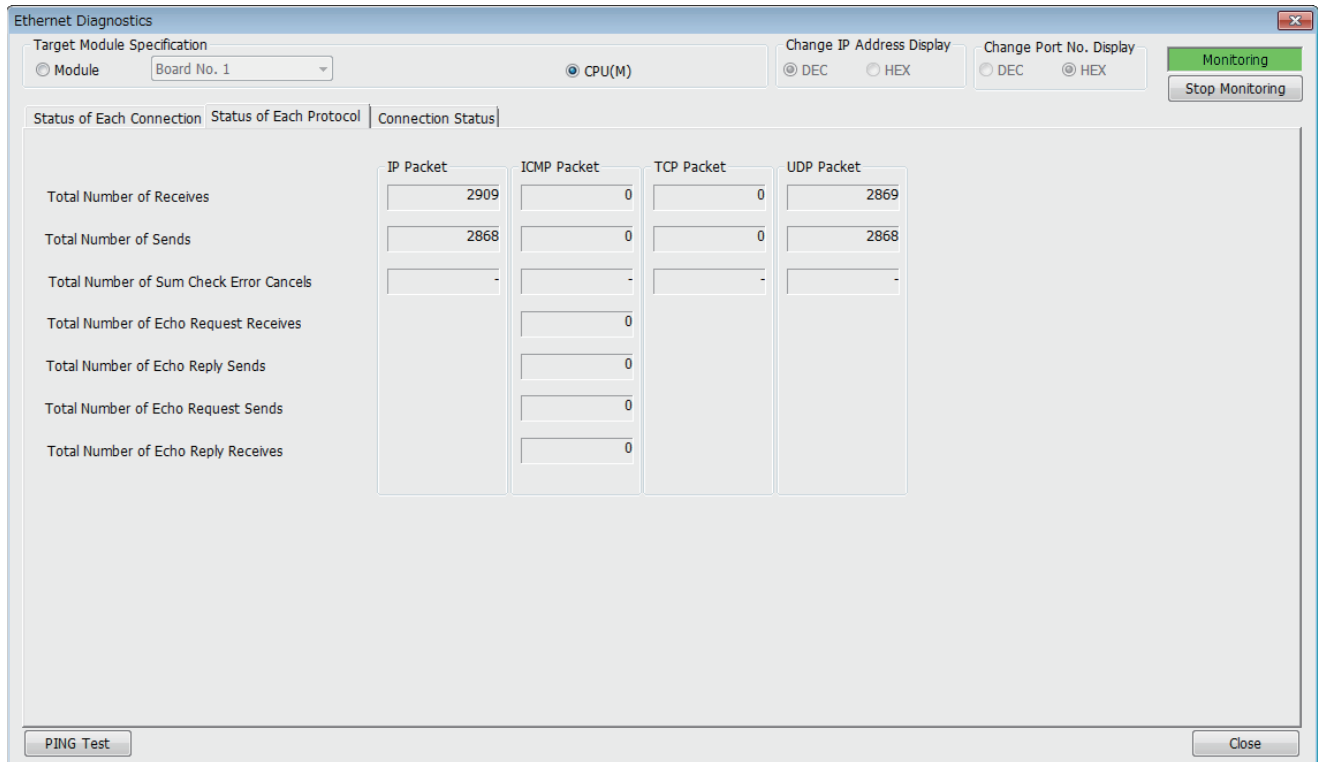 Ethernet Diagnostics
Target Module Specification
Module Board No. 1 CPU(M)
Change IP Address Display
DEC HEX
Change Port No. Display
DEC HEX
Monitoring
Stop Monitoring
Status of Each Connection Status of Each Protocol Connection Status
IP Packet ICMP Packet TCP Packet UDP Packet
Total Number of Receives 2909 0 0 2869
Total Number of Sends 2868 0 0 2868
Total Number of Sum Check Error Cancels - - - -
Total Number of Echo Request Receives 0
Total Number of Echo Reply Sends 0
Total Number of Echo Request Sends 0
Total Number of Echo Reply Receives 0
PING Test Close